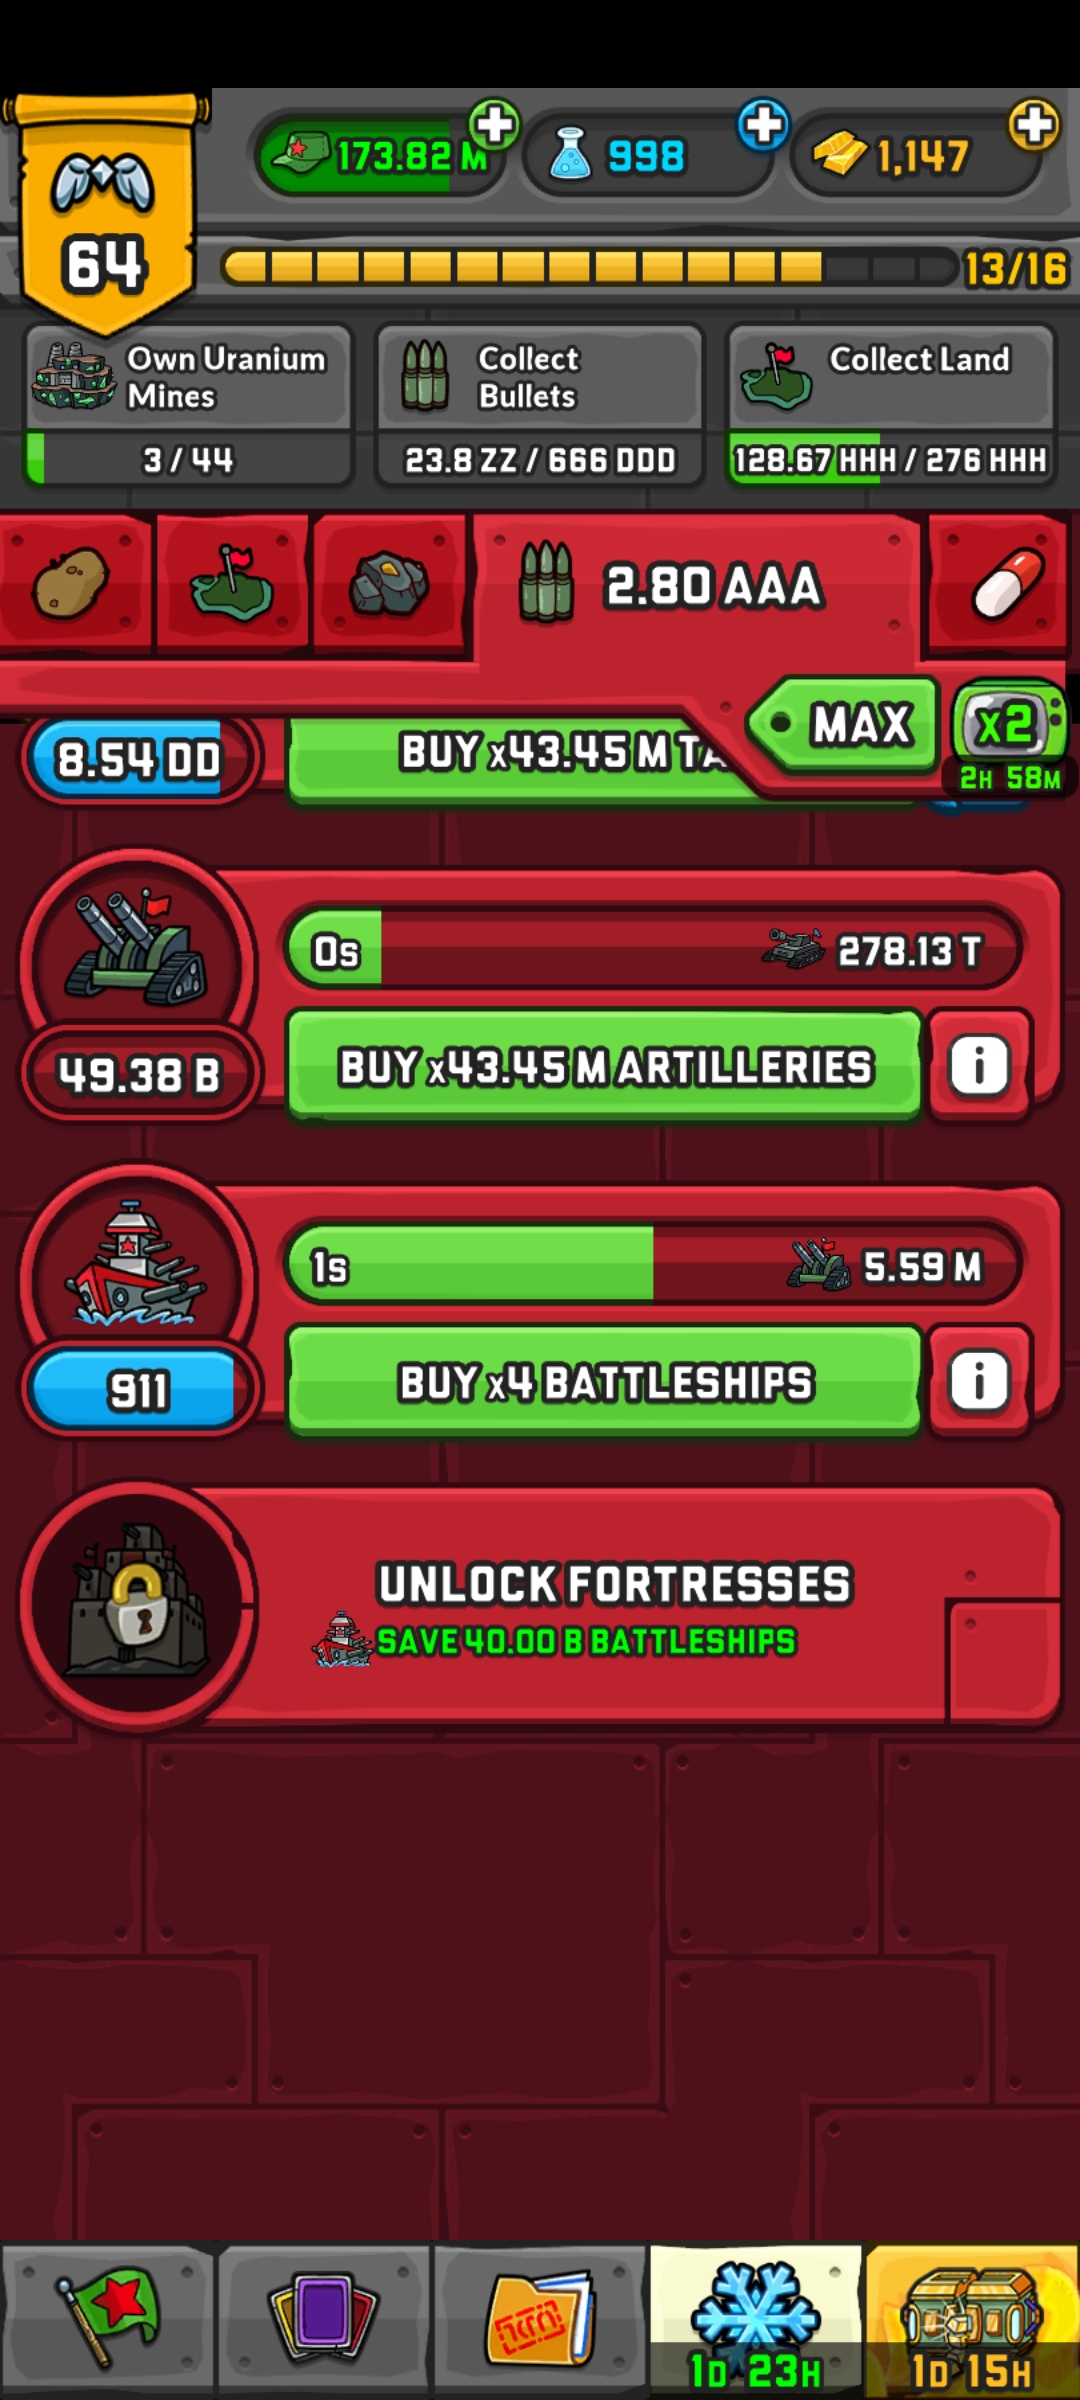 64
173.82 M
998
1,147
13/16
Own Uranium
Mines
3 / 44
Collect
Bullets
23.8 ZZ / 666 DDD
Collect Land
128.67 HHH / 276 HHH
2.80 AAA
MAX
X2
2H 58M
8.54 DD
BUY x43.45 M TA
0s
278.13 T
49.38 B
BUY x43.45 M ARTILLERIES
i
1s
5.59 M
911
BUY x4 BATTLESHIPS
i
UNLOCK FORTRESSES
SAVE 40.00 B BATTLESHIPS
1D 23H
1D 15H